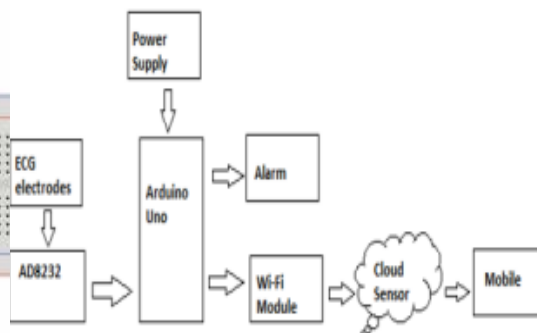 Power
Supply
ECG
electrodes
Arduino
Uno
Alarm
AD8232
Wi-Fi
Module
Cloud
Sensor
Mobile